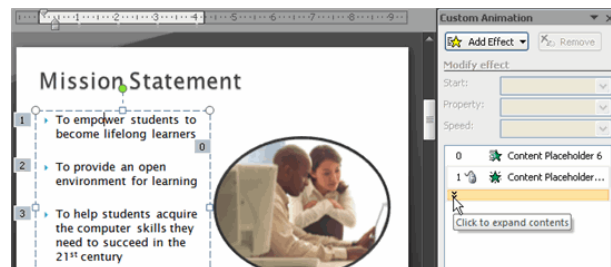 Custom Animation
Add Effect
Remove
Modify effect
Start:
Property:
Speed:
0 Content Placeholder 6
1 Content Placeholder...
Click to expand contents
Mission Statement
1 To empower students to
become lifelong learners
0
2 To provide an open
environment for learning
3 To help students acquire
the computer skills they
need to succeed in the
21st century